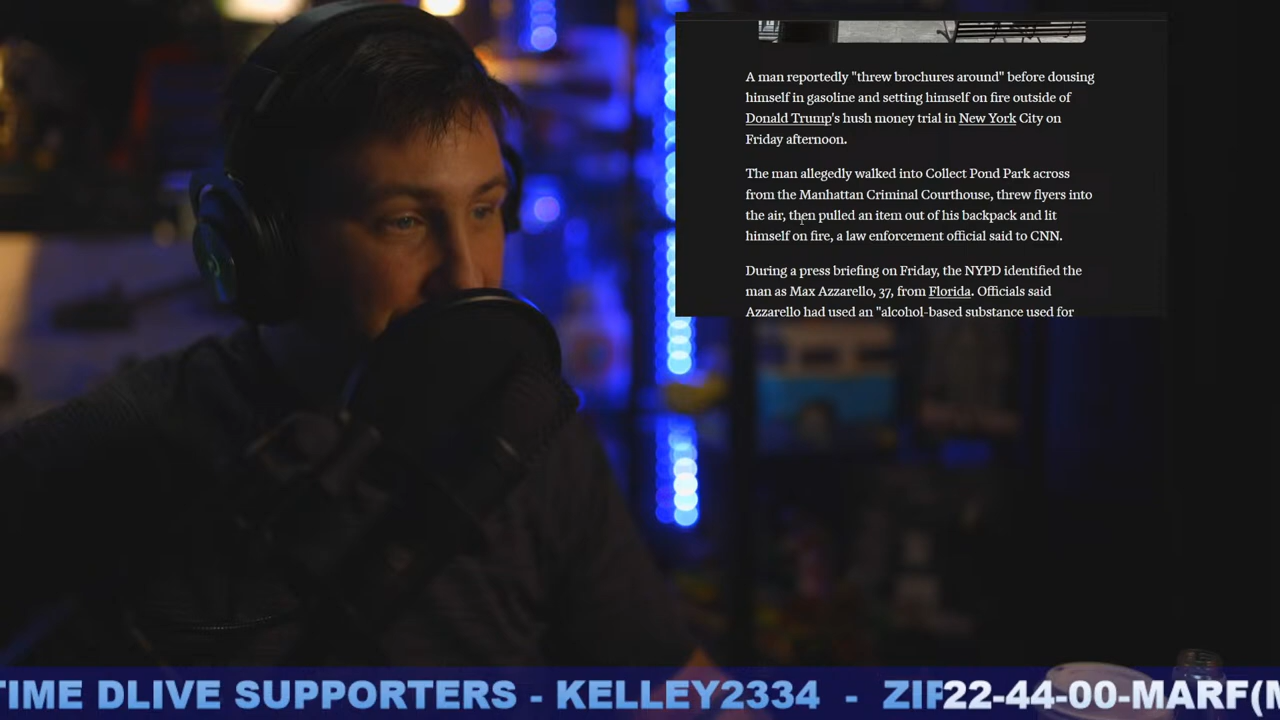 A man reportedly "threw brochures around" before dousing
himself in gasoline and setting himself on fire outside of
Donald Trump's hush money trial in New York City on
Friday afternoon.
The man allegedly walked into Collect Pond Park across
from the Manhattan Criminal Courthouse, threw flyers into
the air, then pulled an item out of his backpack and lit
himself on fire, a law enforcement official said to CNN.
During a press briefing on Friday, the NYPD identified the
man as Max Azzarello, 37, from Florida. Officials said
Azzarello had used an "alcohol-based substance used for
TIME DLIVE SUPPORTERS - KELLEY2334 - ZIF22-44-00-MARF(M